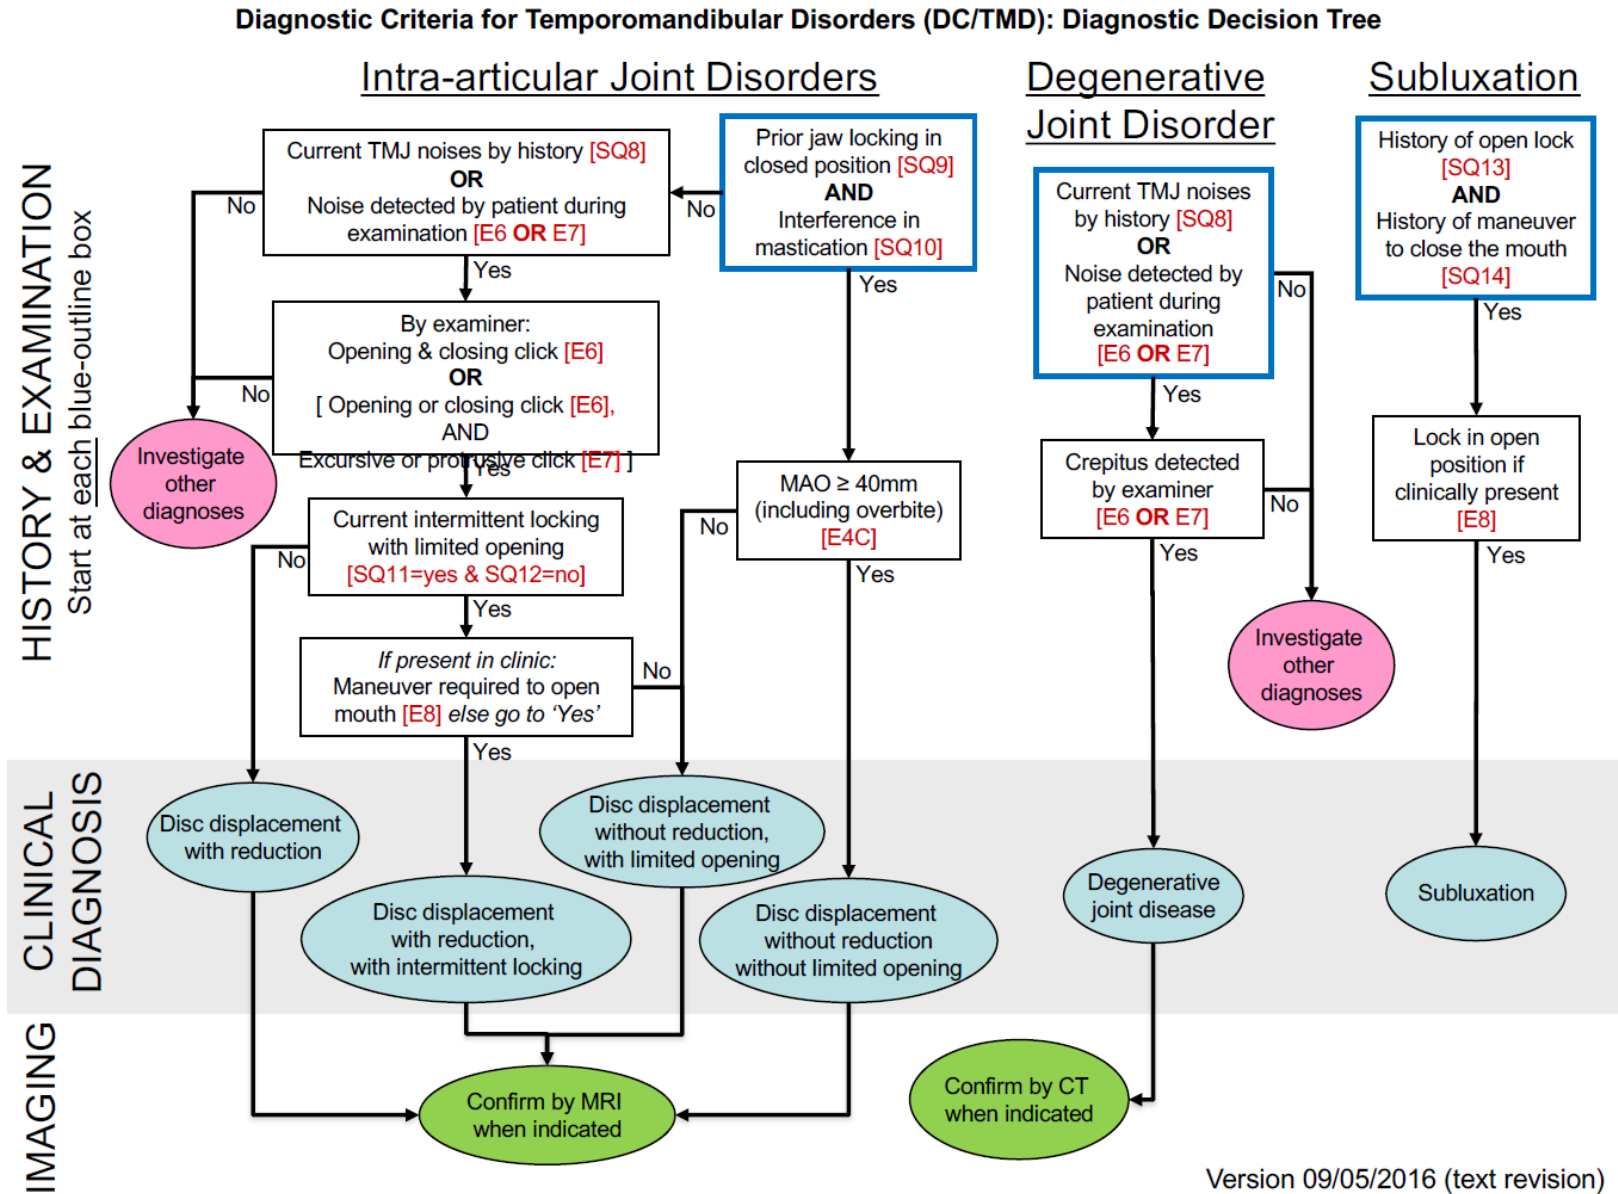 Diagnostic Criteria for Temporomandibular Disorders (DC/TMD): Diagnostic Decision Tree
Intra-articular Joint Disorders
Degenerative
Joint Disorder
Subluxation
HISTORY & EXAMINATION
Start at each blue-outline box
Current TMJ noises by history [SQ8]
OR
Noise detected by patient during
examination [E6 OR E7]
No
Yes
Prior jaw locking in
closed position [SQ9]
AND
Interference in
mastication [SQ10]
No
Yes
By examiner:
Opening & closing click [E6]
OR
[ Opening or closing click [E6],
AND
Excursive or protrusive click [E7] ]
No
Yes
Investigate
other
diagnoses
Current intermittent locking
with limited opening
[SQ11=yes & SQ12=no]
No
Yes
If present in clinic:
Maneuver required to open
mouth [E8] else go to ‘Yes’
No
Yes
MAO ≥ 40mm
(including overbite)
[E4C]
No
Yes
Current TMJ noises
by history [SQ8]
OR
Noise detected by
patient during
examination
[E6 OR E7]
No
Yes
Crepitus detected
by examiner
[E6 OR E7]
No
Yes
Investigate
other
diagnoses
History of open lock
[SQ13]
AND
History of maneuver
to close the mouth
[SQ14]
Yes
Lock in open
position if
clinically present
[E8]
Yes
CLINICAL
DIAGNOSIS
Disc displacement
with reduction
Disc displacement
with reduction,
with intermittent locking
Disc displacement
without reduction,
with limited opening
Disc displacement
without reduction
without limited opening
Degenerative
joint disease
Subluxation
IMAGING
Confirm by MRI
when indicated
Confirm by CT
when indicated
Version 09/05/2016 (text revision)